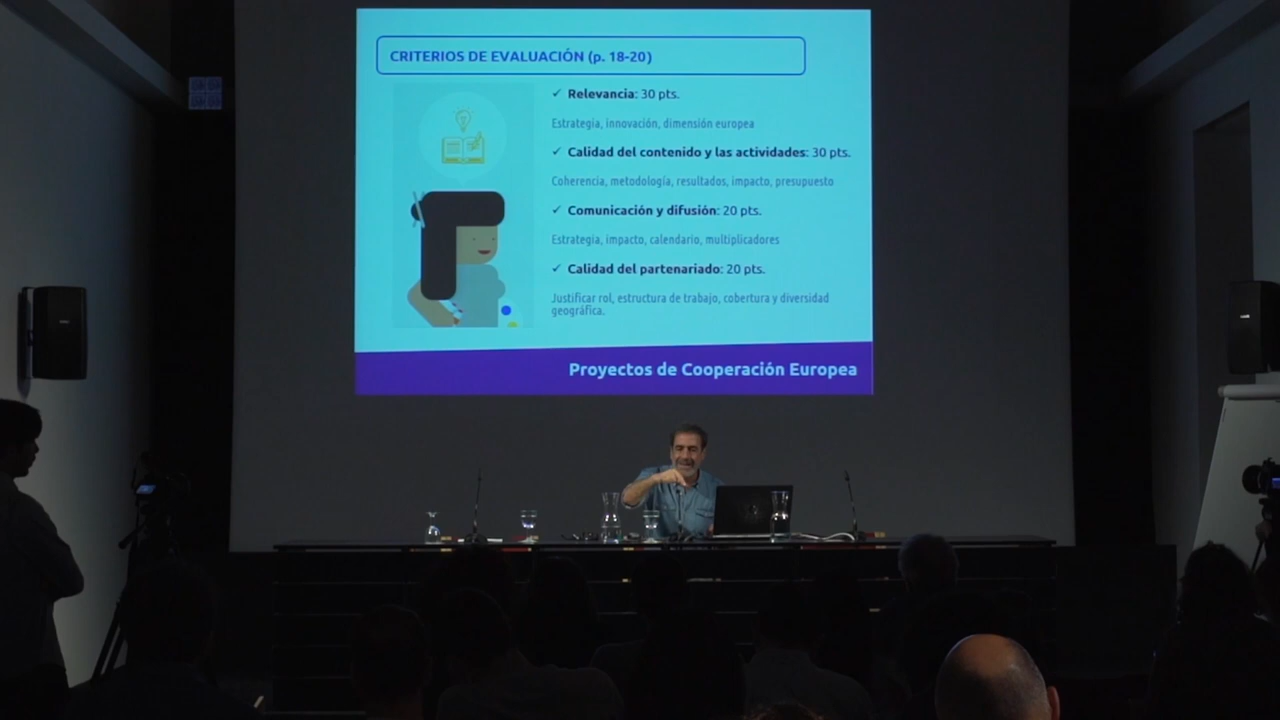 CRITERIOS DE EVALUACIÓN (p. 18-20)
✓ Relevancia: 30 pts.
Estrategia, innovación, dimensión europea
✓ Calidad del contenido y las actividades: 30 pts.
Coherencia, metodología, resultados, impacto, presupuesto
✓ Comunicación y difusión: 20 pts.
Estrategia, impacto, calendario, multiplicadores
✓ Calidad del partenariado: 20 pts.
Justificar rol, estructura de trabajo, cobertura y diversidad
geográfica.
Proyectos de Cooperación Europea